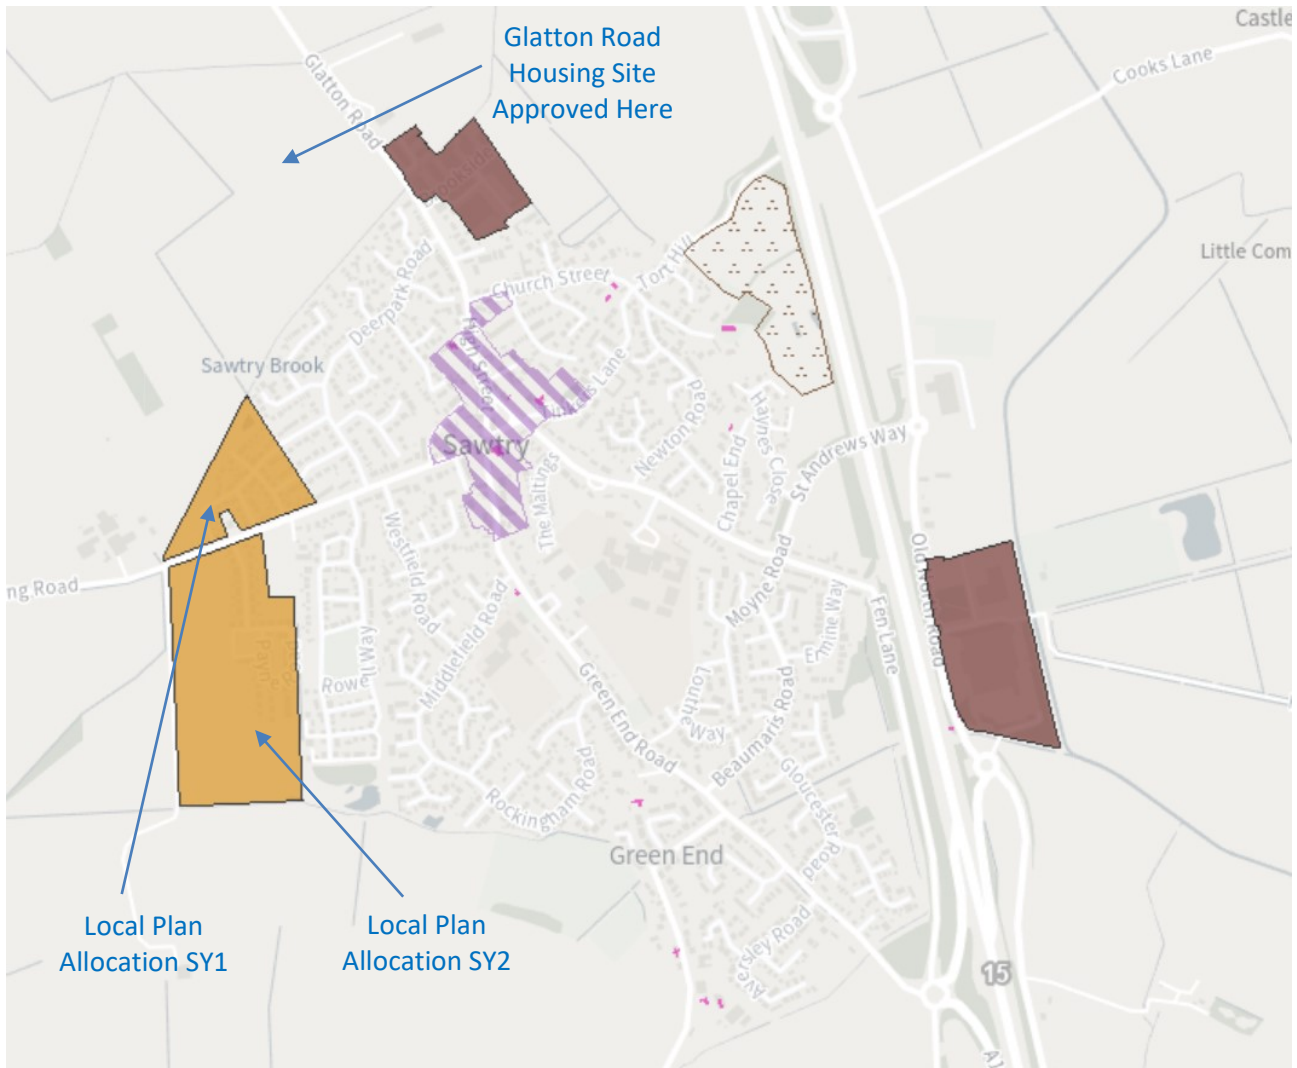 Glatton Road
Housing Site
Approved Here
Castle
Cooks Lane
Glatton Road
Little Com
Church Street
Tort Hill
Deerpark Road
Sawtry Brook
High Street
Tinkers Lane
Sawtry
Newton Road
Haynes Close
Chapel End
St Andrews Way
The Maltings
Westfield Road
Old North Road
ng Road
Moyne Road
Ermine Way
Fen Lane
Middlefield Road
Rowell Way
Louthe
Way
Green End Road
Beaumaris Road
Gloucester Road
Rockingham Road
Green End
Local Plan
Allocation SY1
Local Plan
Allocation SY2
Aversley Road
15